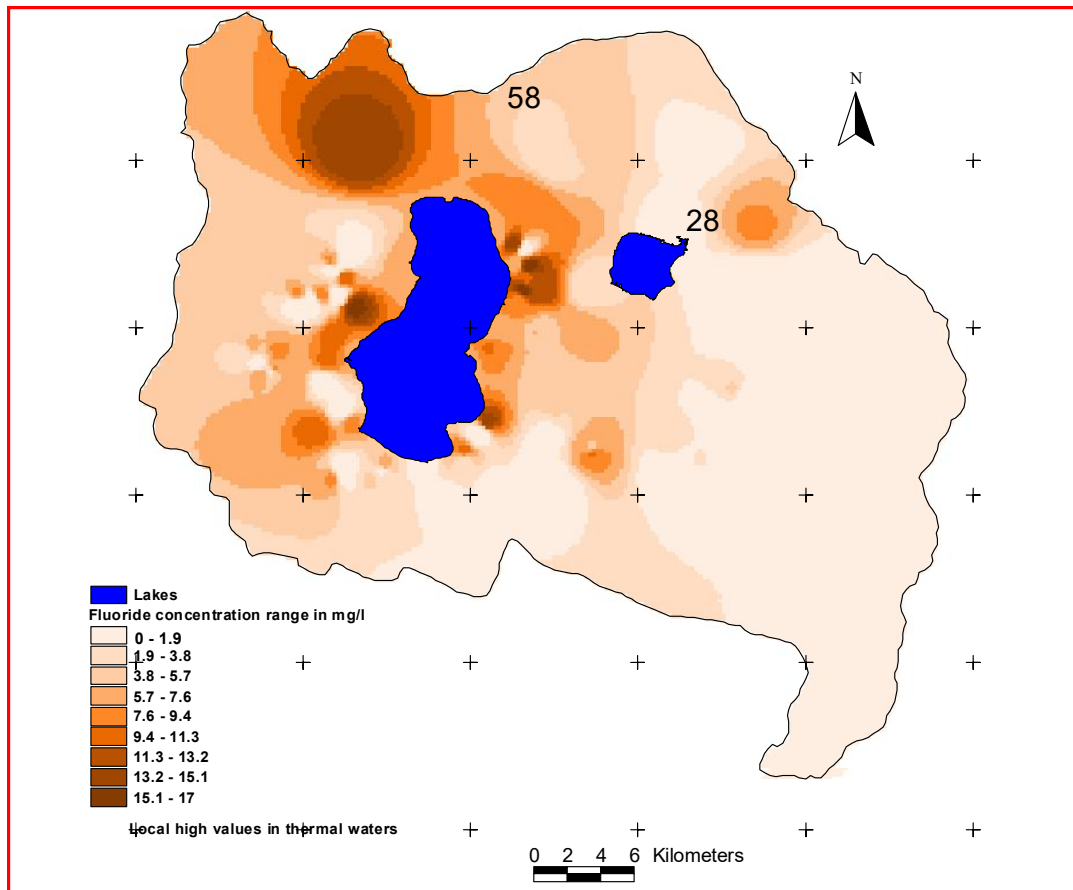 58
N
28
Lakes
Fluoride concentration range in mg/l
0 - 1.9
1.9 - 3.8
3.8 - 5.7
5.7 - 7.6
7.6 - 9.4
9.4 - 11.3
11.3 - 13.2
13.2 - 15.1
15.1 - 17
Local high values in thermal waters
0 2 4 6 Kilometers